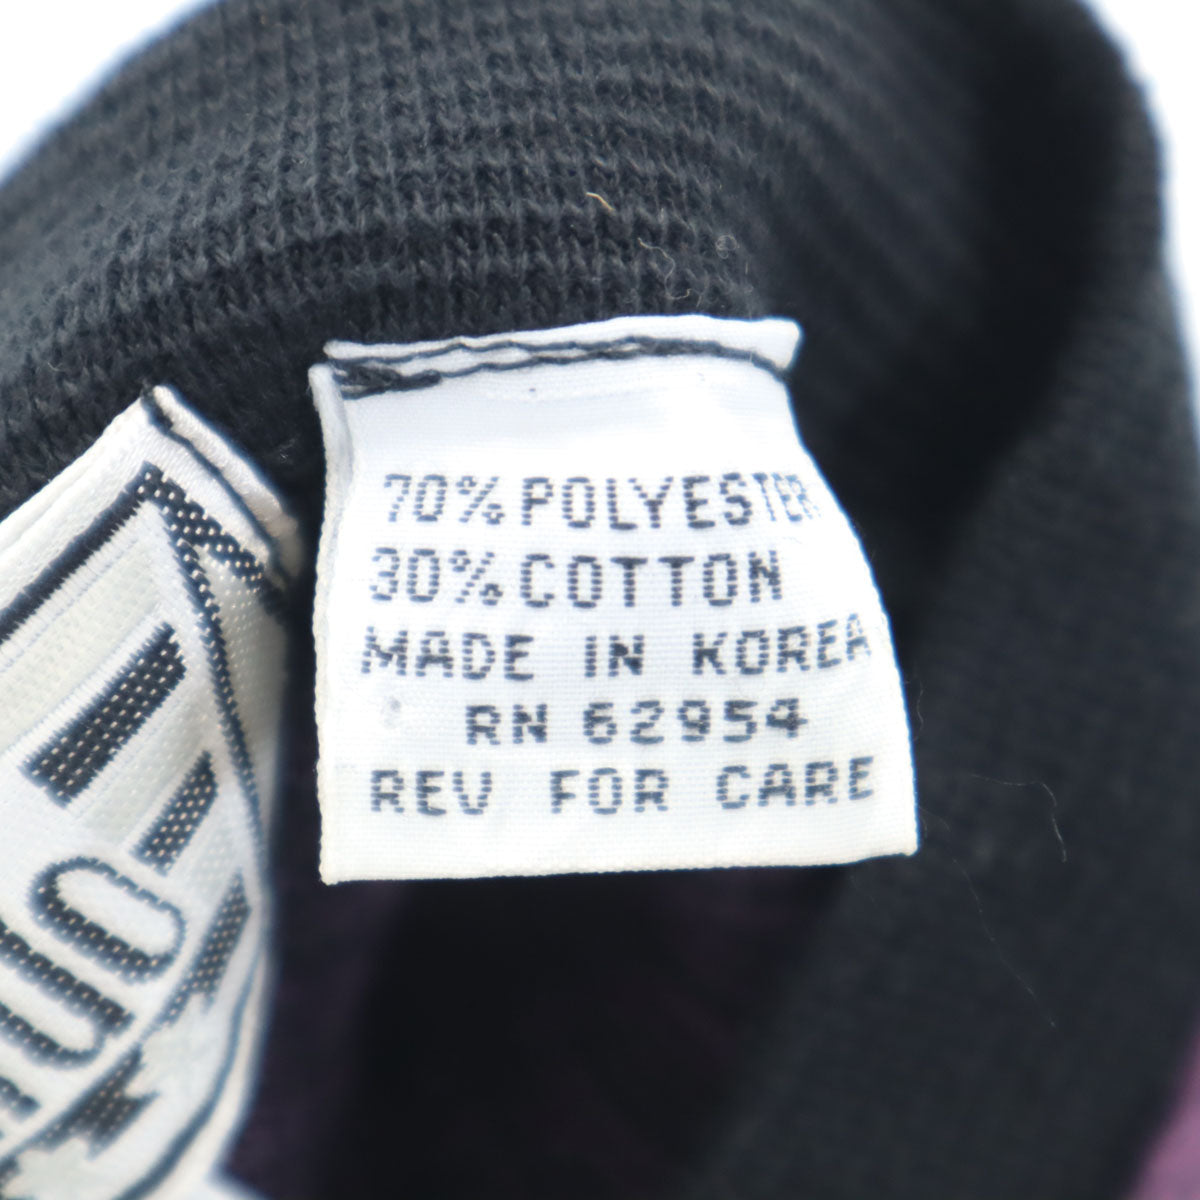 70% POLYESTER
30% COTTON
MADE IN KOREA
RN 62954
REV FOR CARE